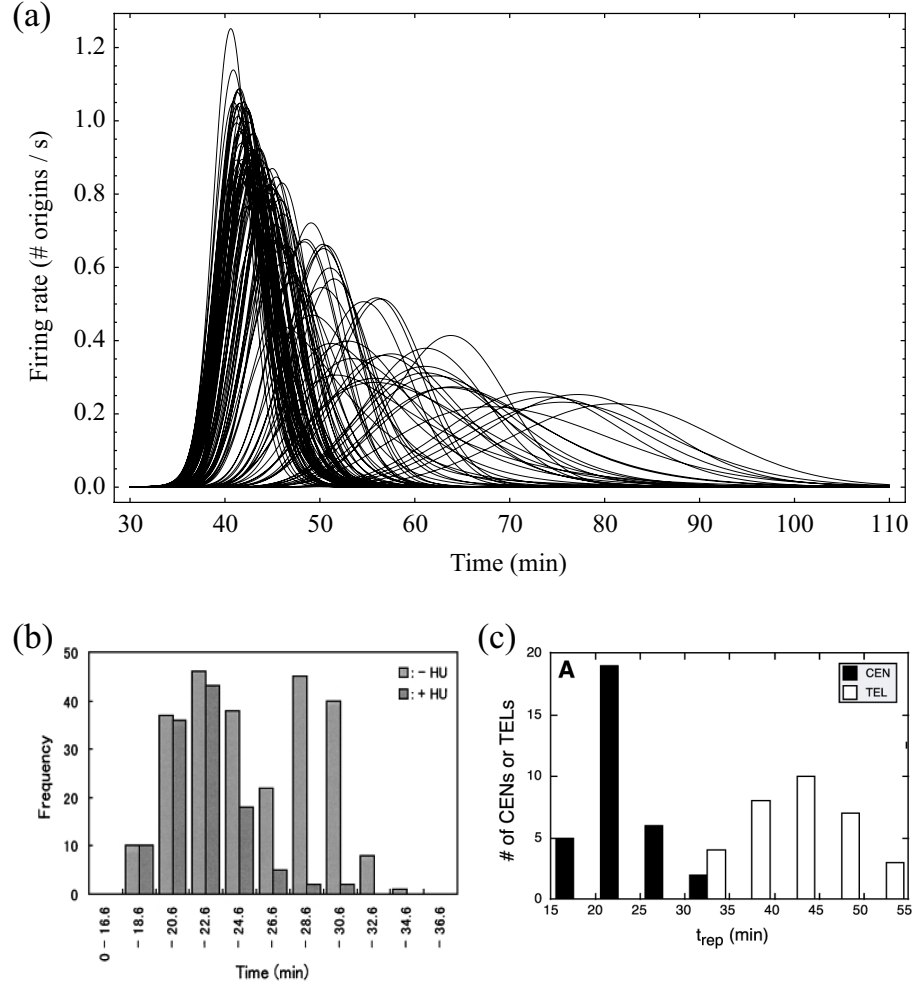 (a)
Firing rate (# origins / s)
1.2
1.0
0.8
0.6
0.4
0.2
0.0
30 40 50 60 70 80 90 100 110
Time (min)
(b)
Frequency
50
40
30
20
10
0
: − HU
: + HU
0 - 16.6
- 18.6
- 20.6
- 22.6
- 24.6
- 26.6
- 28.6
- 30.6
- 32.6
- 34.6
- 36.6
Time (min)
(c)
A
# of CENs or TELs
20
15
10
5
0
CEN
TEL
15 20 25 30 35 40 45 50 55
trep (min)